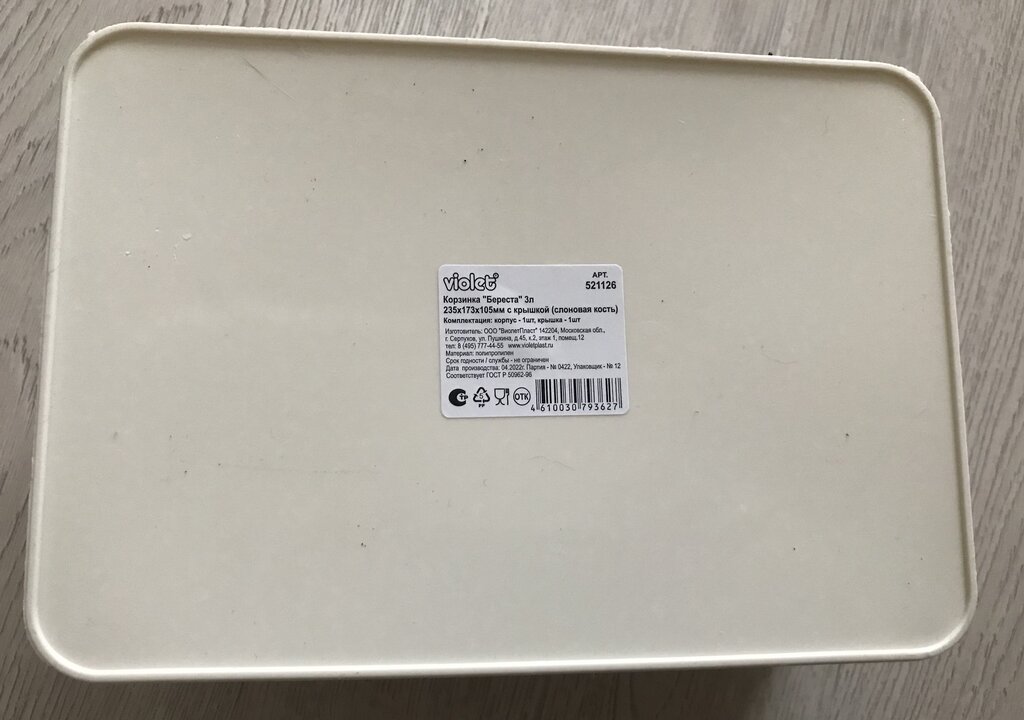 violet
АРТ.
521126
Корзинка "Береста" 3л
235х173х105мм с крышкой (слоновая кость)
Комплектация: корпус - 1шт, крышка - 1шт
Изготовитель: ООО "ВиолетПласт" 142204, Московская обл.,
г. Серпухов, ул. Пушкина, д.45, к.2, этаж 1, помещ.12
тел: 8 (495) 777-44-55 www.violetplast.ru
Материал: полипропилен
Срок годности / службы - не ограничен
Дата производства: 04.2022г. Партия - № 0422, Упаковщик - № 12
Соответствует ГОСТ Р 50962-96
СТР 5 PP ОТК
4 610030 793627